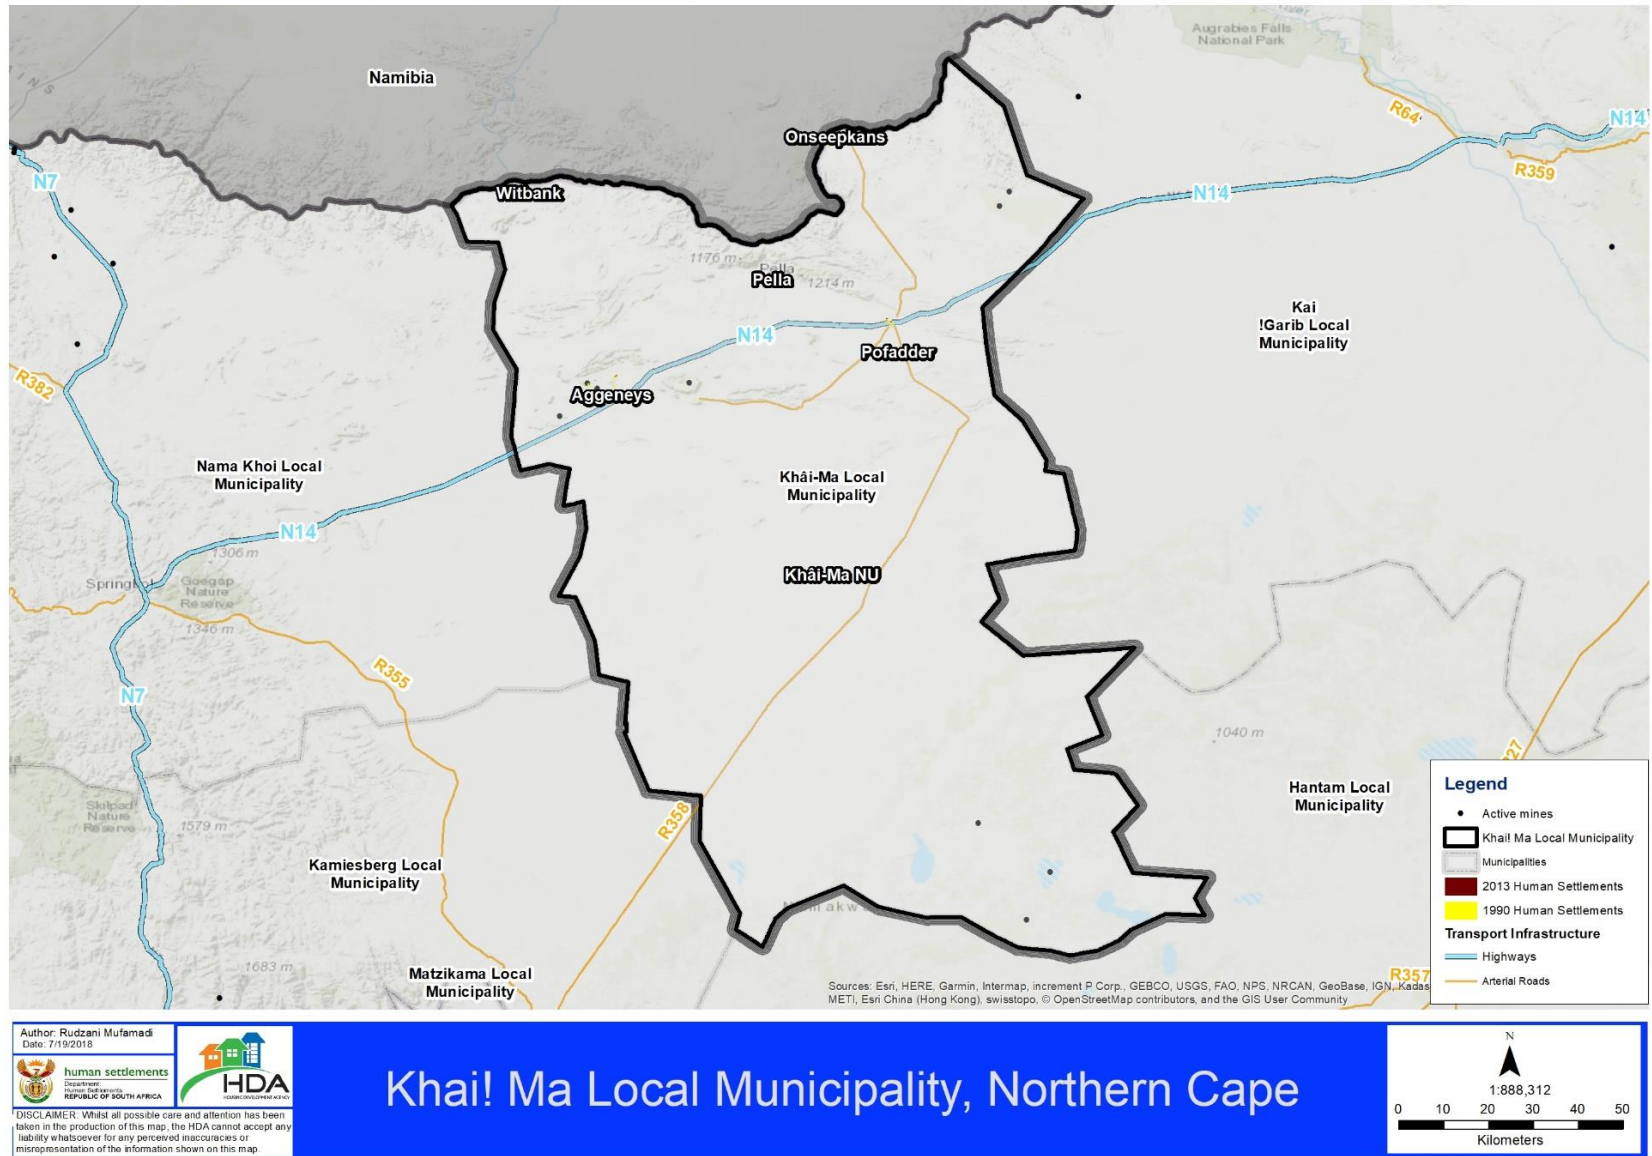 Augrabies Falls
National Park
Namibia
R64
N14
Onseepkans
R359
N7
Witbank
N14
1176 m
Pella
Pella
1214 m
Kai
!Garib Local
Municipality
N14
Pofadder
R382
Aggeneys
Nama Khoi Local
Municipality
Khâi-Ma Local
Municipality
N14
1306 m
Khâi-Ma NU
Springbok
Goegap
Nature
Reserve
1346 m
R355
N7
1040 m
R27
Skilpad
Nature
Reserve
1579 m
R358
Hantam Local
Municipality
Kamiesberg Local
Municipality
1683 m
Matzikama Local
Municipality
R357
Legend
Active mines
Khai! Ma Local Municipality
Municipalities
2013 Human Settlements
1990 Human Settlements
Transport Infrastructure
Highways
Arterial Roads
Sources: Esri, HERE, Garmin, Intermap, increment P Corp., GEBCO, USGS, FAO, NPS, NRCAN, GeoBase, IGN, Kadas
METI, Esri China (Hong Kong), swisstopo, © OpenStreetMap contributors, and the GIS User Community
Author: Rudzani Mufamadi
Date: 7/19/2018
human settlements
Department:
Human Settlements
REPUBLIC OF SOUTH AFRICA
HDA
HOUSING DEVELOPMENT AGENCY
DISCLAIMER: Whilst all possible care and attention has been
taken in the production of this map, the HDA cannot accept any
liability whatsoever for any perceived inaccuracies or
misrepresentation of the information shown on this map.
Khai! Ma Local Municipality, Northern Cape
N
1:888,312
0 10 20 30 40 50
Kilometers